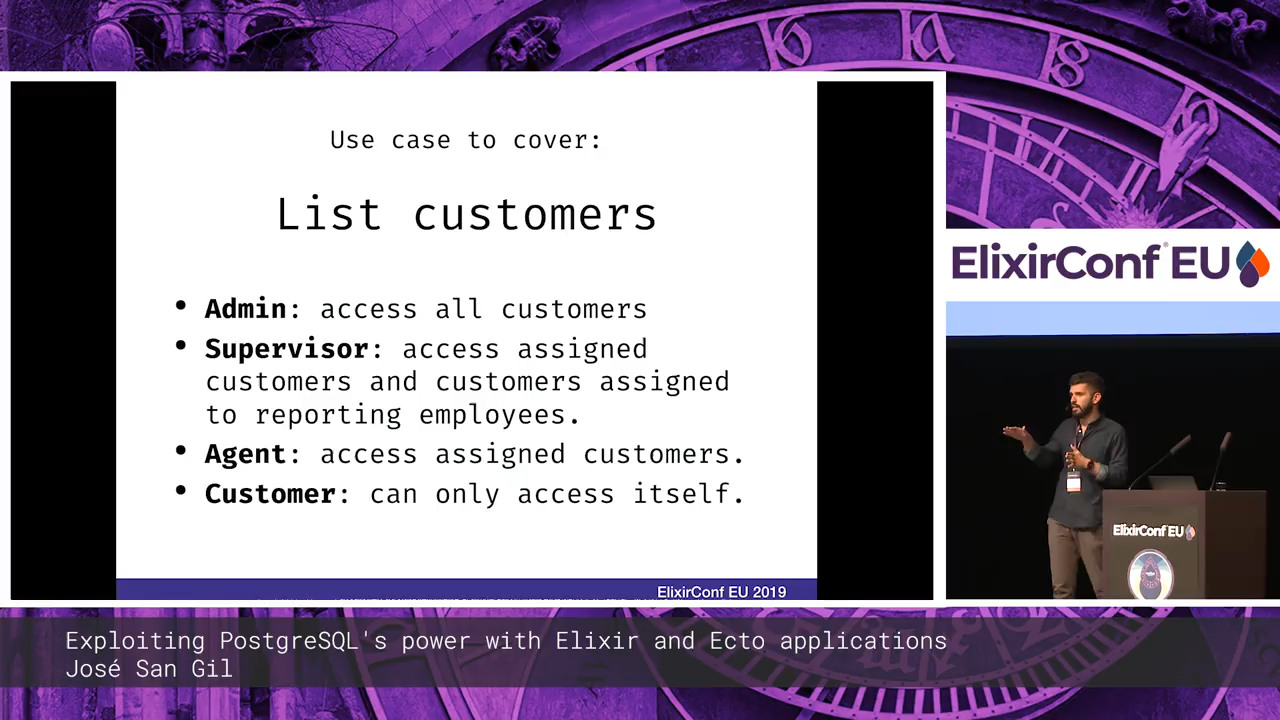 Use case to cover:
List customers
• Admin: access all customers
• Supervisor: access assigned
customers and customers assigned
to reporting employees.
• Agent: access assigned customers.
• Customer: can only access itself.
ElixirConf EU 2019
ElixirConf® EU
ElixirConf EU
Exploiting PostgreSQL's power with Elixir and Ecto applications
José San Gil